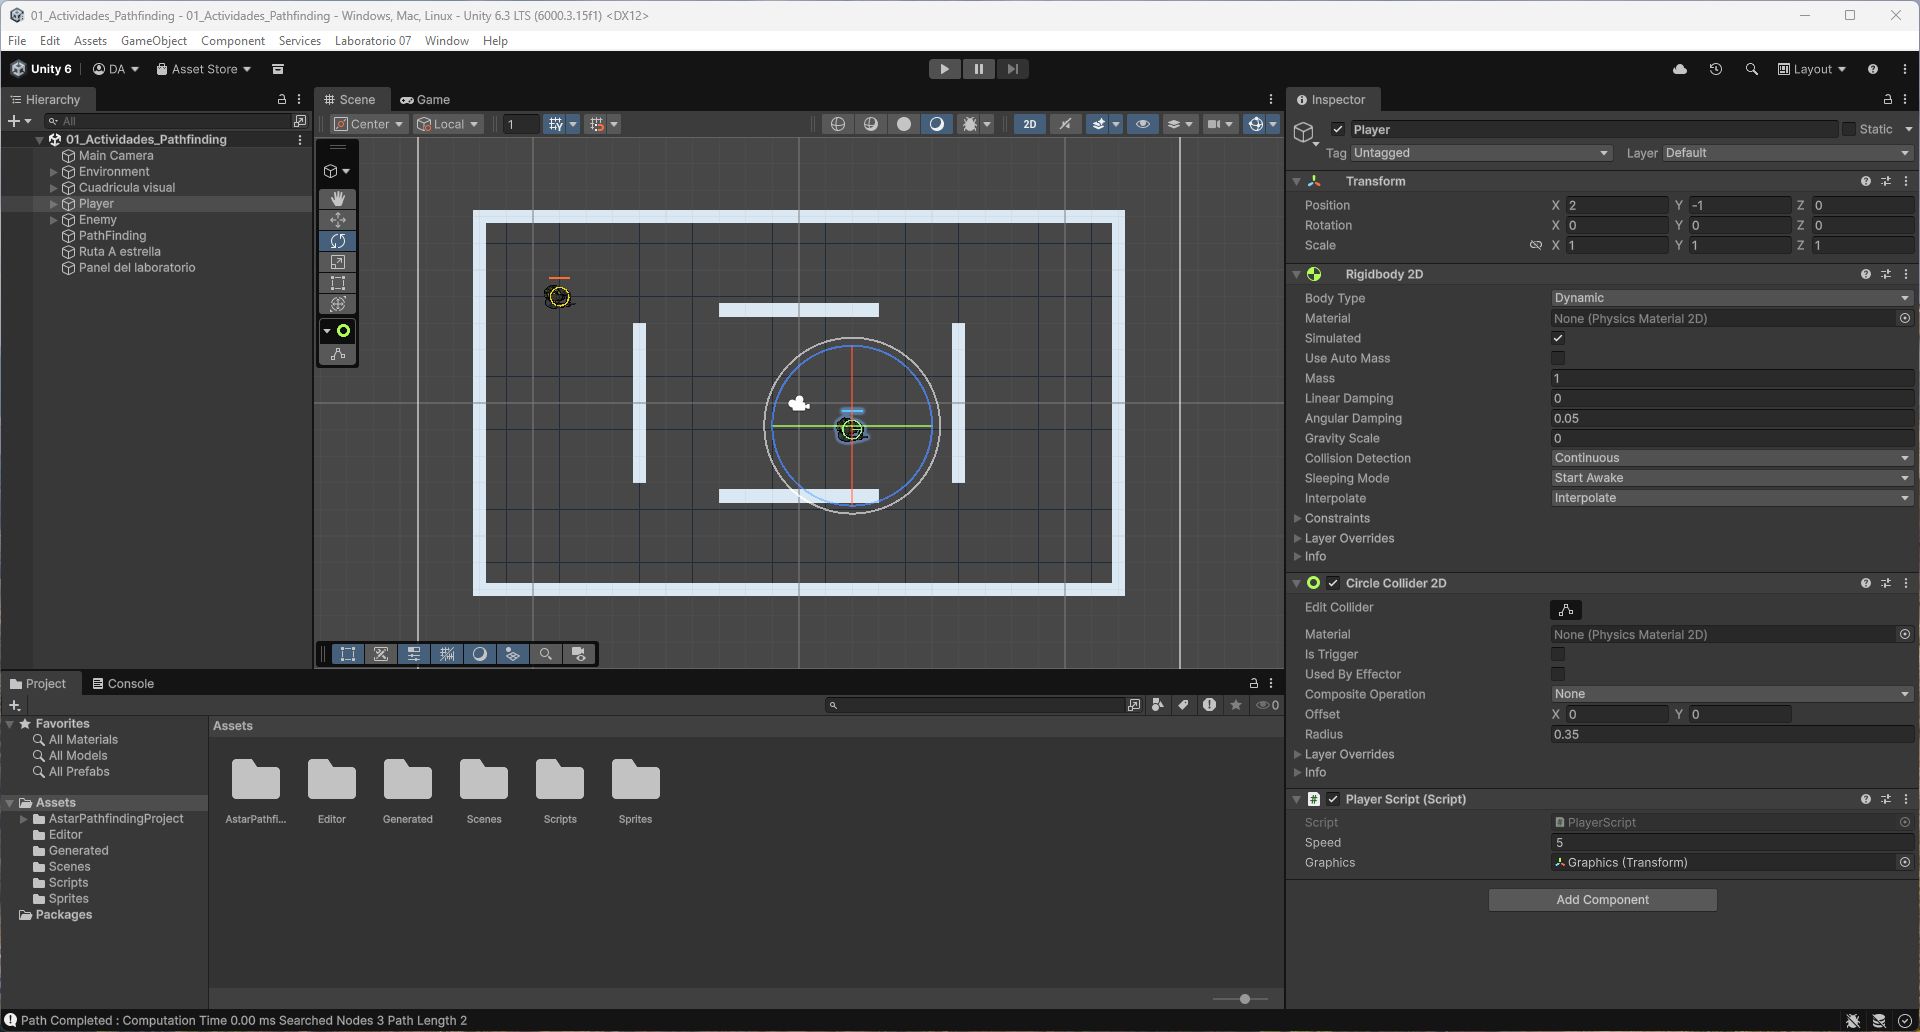 01_Actividades_Pathfinding - 01_Actividades_Pathfinding - Windows, Mac, Linux - Unity 6.3 LTS (6000.3.15f1) <DX12>
File Edit Assets GameObject Component Services Laboratorio 07 Window Help
Unity 6 DA Asset Store Layout
Hierarchy
All
01_Actividades_Pathfinding
Main Camera
Environment
Cuadricula visual
Player
Enemy
PathFinding
Ruta A estrella
Panel del laboratorio
Scene Game
Center Local 1 2D
Inspector
Player Static
Tag Untagged Layer Default
Transform
Position X 2 Y -1 Z 0
Rotation X 0 Y 0 Z 0
Scale X 1 Y 1 Z 1
Rigidbody 2D
Body Type Dynamic
Material None (Physics Material 2D)
Simulated
Use Auto Mass
Mass 1
Linear Damping 0
Angular Damping 0.05
Gravity Scale 0
Collision Detection Continuous
Sleeping Mode Start Awake
Interpolate Interpolate
Constraints
Layer Overrides
Info
Circle Collider 2D
Edit Collider
Material None (Physics Material 2D)
Is Trigger
Used By Effector
Composite Operation None
Offset X 0 Y 0
Radius 0.35
Layer Overrides
Info
Player Script (Script)
Script PlayerScript
Speed 5
Graphics Graphics (Transform)
Add Component
Project Console
0
Favorites
All Materials
All Models
All Prefabs
Assets
AstarPathfindingProject
Editor
Generated
Scenes
Scripts
Sprites
Packages
Assets
AstarPathfi... Editor Generated Scenes Scripts Sprites
Path Completed : Computation Time 0.00 ms Searched Nodes 3 Path Length 2